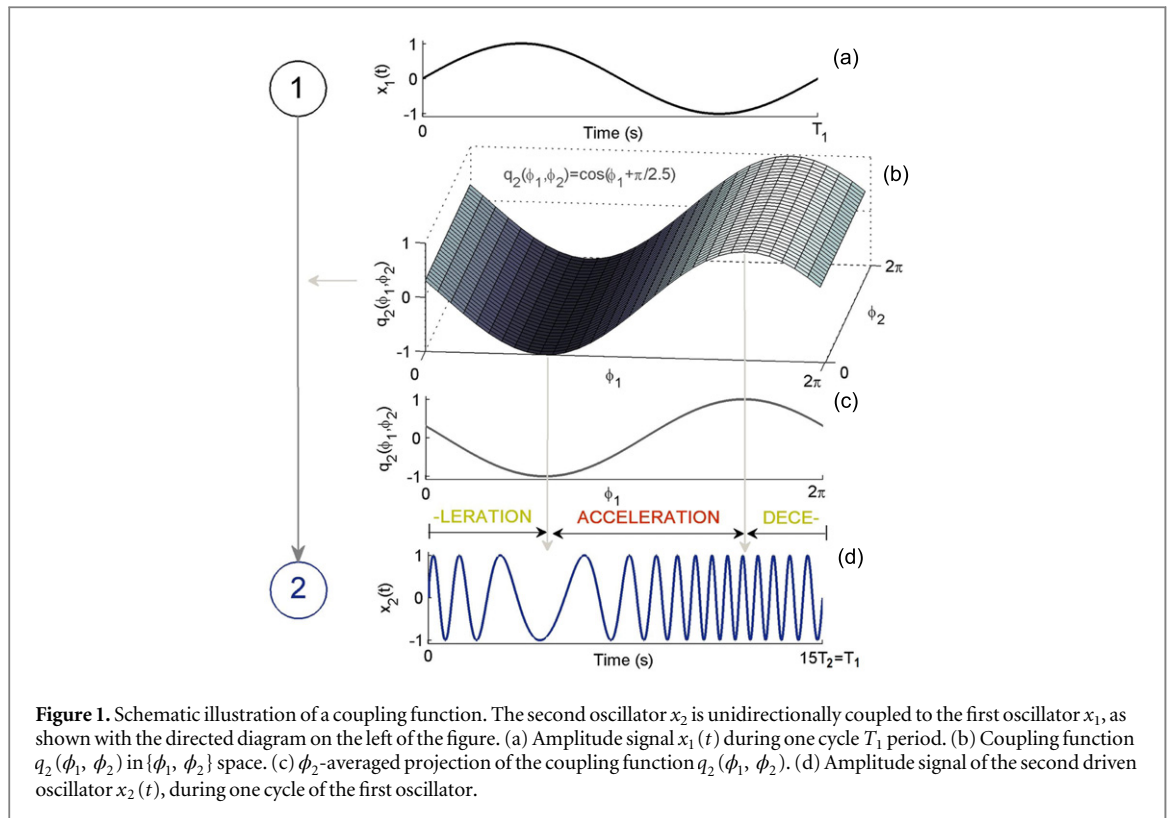 1
(a)
x₁(t)
1
0
-1
0
Time (s)
T₁
(b)
q₂(ϕ₁,ϕ₂)=cos(ϕ₁+π/2.5)
q₂(ϕ₁,ϕ₂)
1
0
-1
0
ϕ₁
2π
0
ϕ₂
2π
(c)
q₂(ϕ₁,ϕ₂)
1
0
-1
0
ϕ₁
2π
-LERATION
ACCELERATION
DECE-
2
(d)
x₂(t)
1
0
-1
0
Time (s)
15T₂=T₁
Figure 1. Schematic illustration of a coupling function. The second oscillator x₂ is unidirectionally coupled to the first oscillator x₁, as
shown with the directed diagram on the left of the figure. (a) Amplitude signal x₁(t) during one cycle T₁ period. (b) Coupling function
q₂(ϕ₁, ϕ₂) in {ϕ₁, ϕ₂} space. (c) ϕ₂-averaged projection of the coupling function q₂(ϕ₁, ϕ₂). (d) Amplitude signal of the second driven
oscillator x₂(t), during one cycle of the first oscillator.